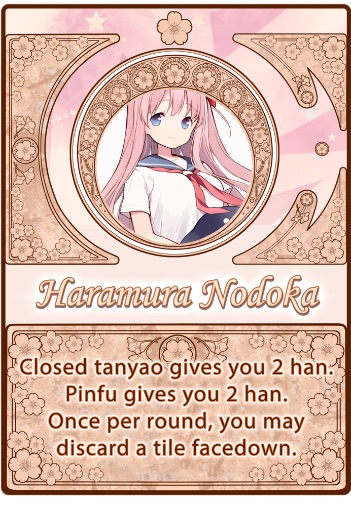 Haramura Nodoka
Closed tanyao gives you 2 han.
Pinfu gives you 2 han.
Once per round, you may
discard a tile facedown.